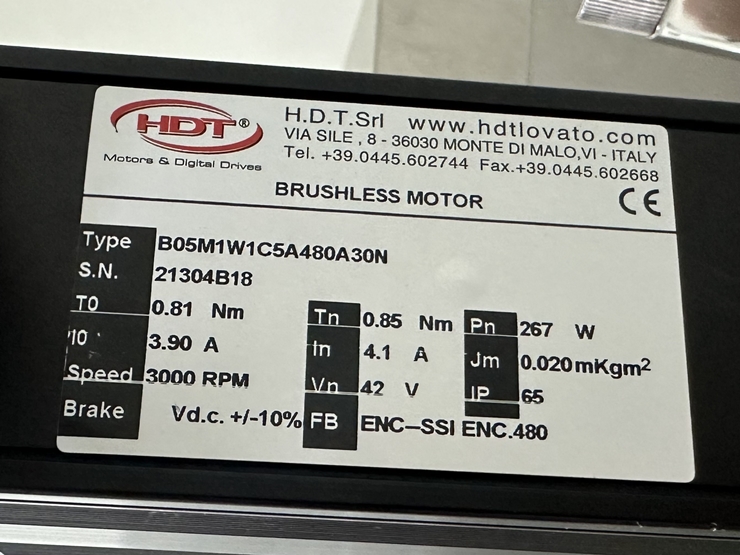 HDT®
Motors & Digital Drives
H.D.T.Srl www.hdtlovato.com
VIA SILE , 8 - 36030 MONTE DI MALO,VI - ITALY
Tel. +39.0445.602744 Fax.+39.0445.602668
BRUSHLESS MOTOR CE
Type B05M1W1C5A480A30N
S.N. 21304B18
T0 0.81 Nm Tn 0.85 Nm Pn 267 W
I0 3.90 A In 4.1 A Jm 0.020mKgm²
Speed 3000 RPM Vn 42 V IP 65
Brake Vd.c. +/-10% FB ENC–SSI ENC.480